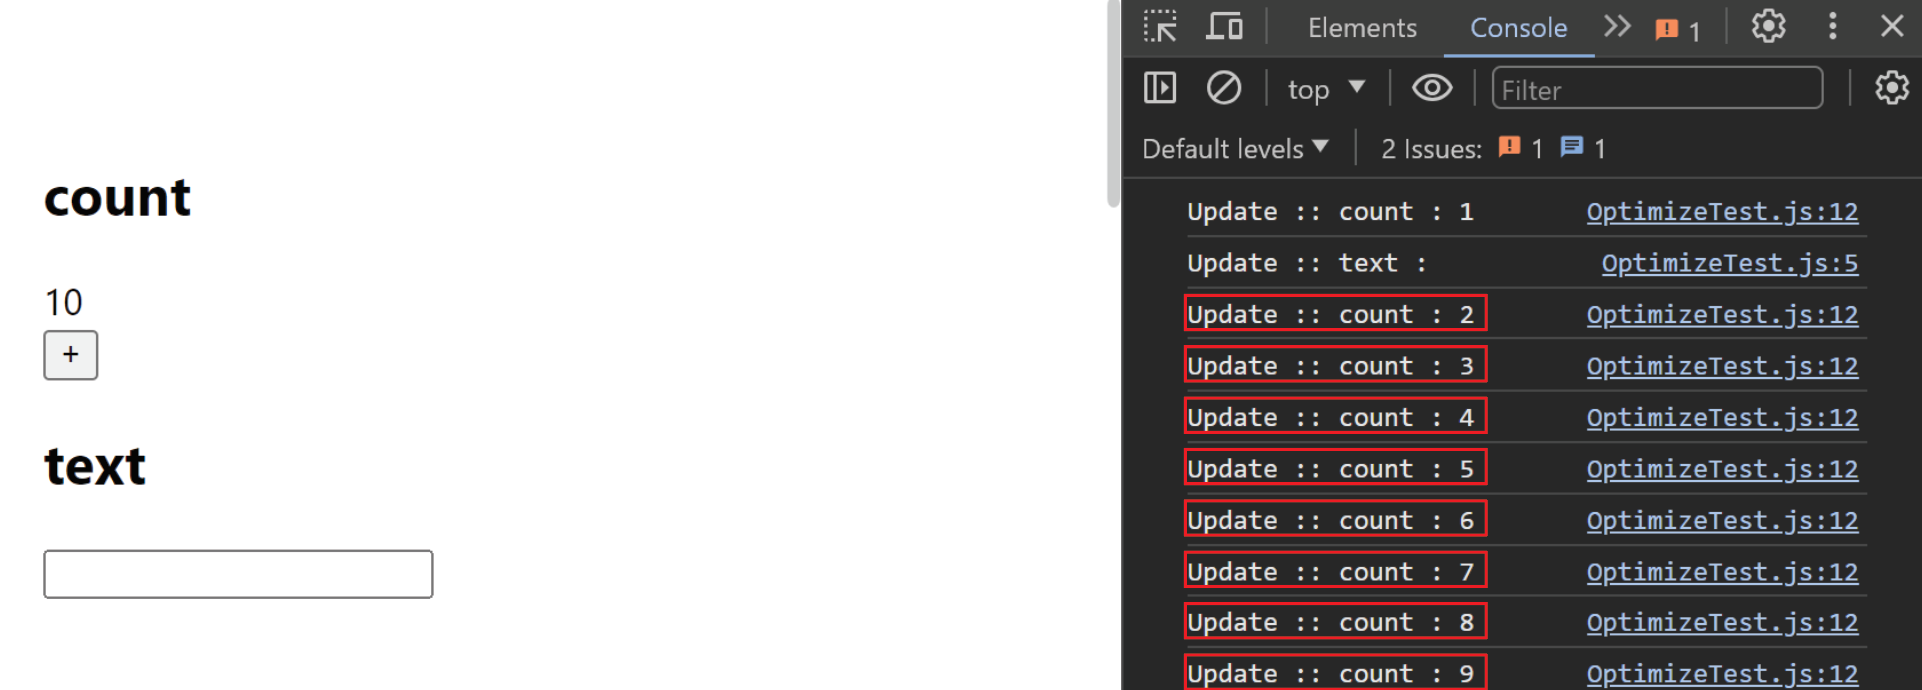 count
10
+
text
Elements Console 1
top Filter
Default levels 2 Issues: 1 1
Update :: count : 1 OptimizeTest.js:12
Update :: text : OptimizeTest.js:5
Update :: count : 2 OptimizeTest.js:12
Update :: count : 3 OptimizeTest.js:12
Update :: count : 4 OptimizeTest.js:12
Update :: count : 5 OptimizeTest.js:12
Update :: count : 6 OptimizeTest.js:12
Update :: count : 7 OptimizeTest.js:12
Update :: count : 8 OptimizeTest.js:12
Update :: count : 9 OptimizeTest.js:12